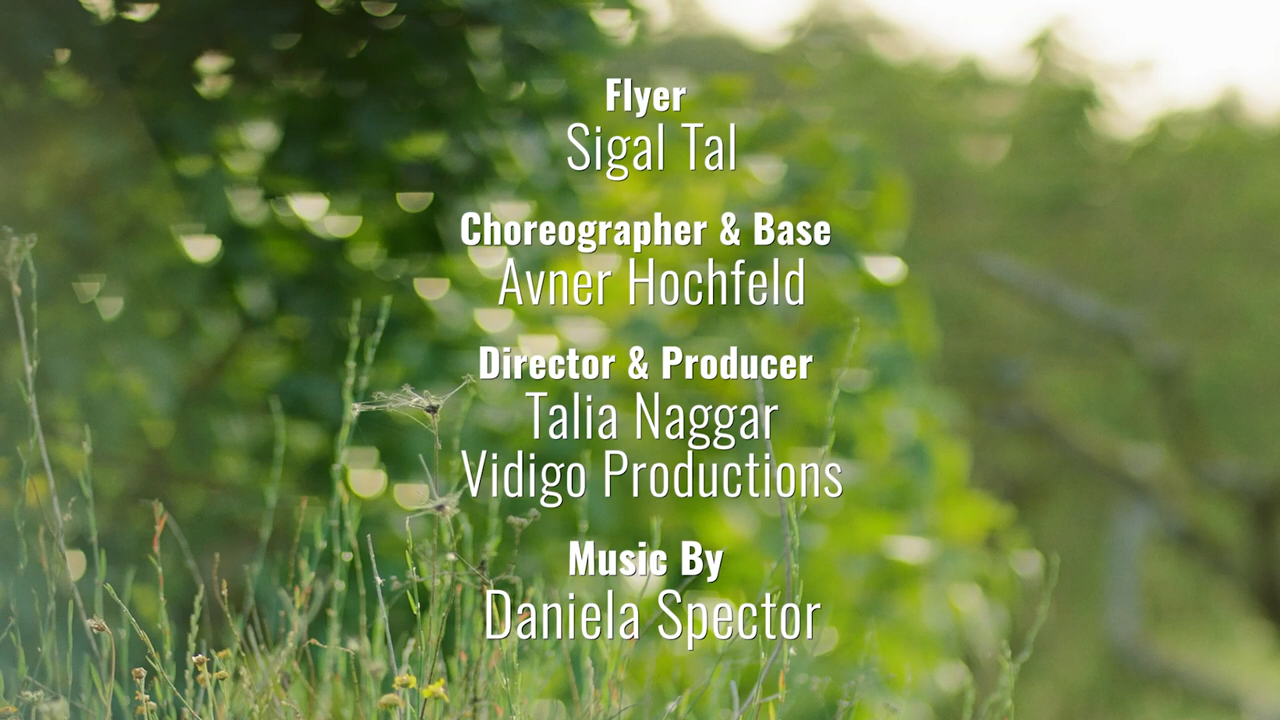 Flyer
Sigal Tal
Choreographer & Base
Avner Hochfeld
Director & Producer
Talia Naggar
Vidigo Productions
Music By
Daniela Spector